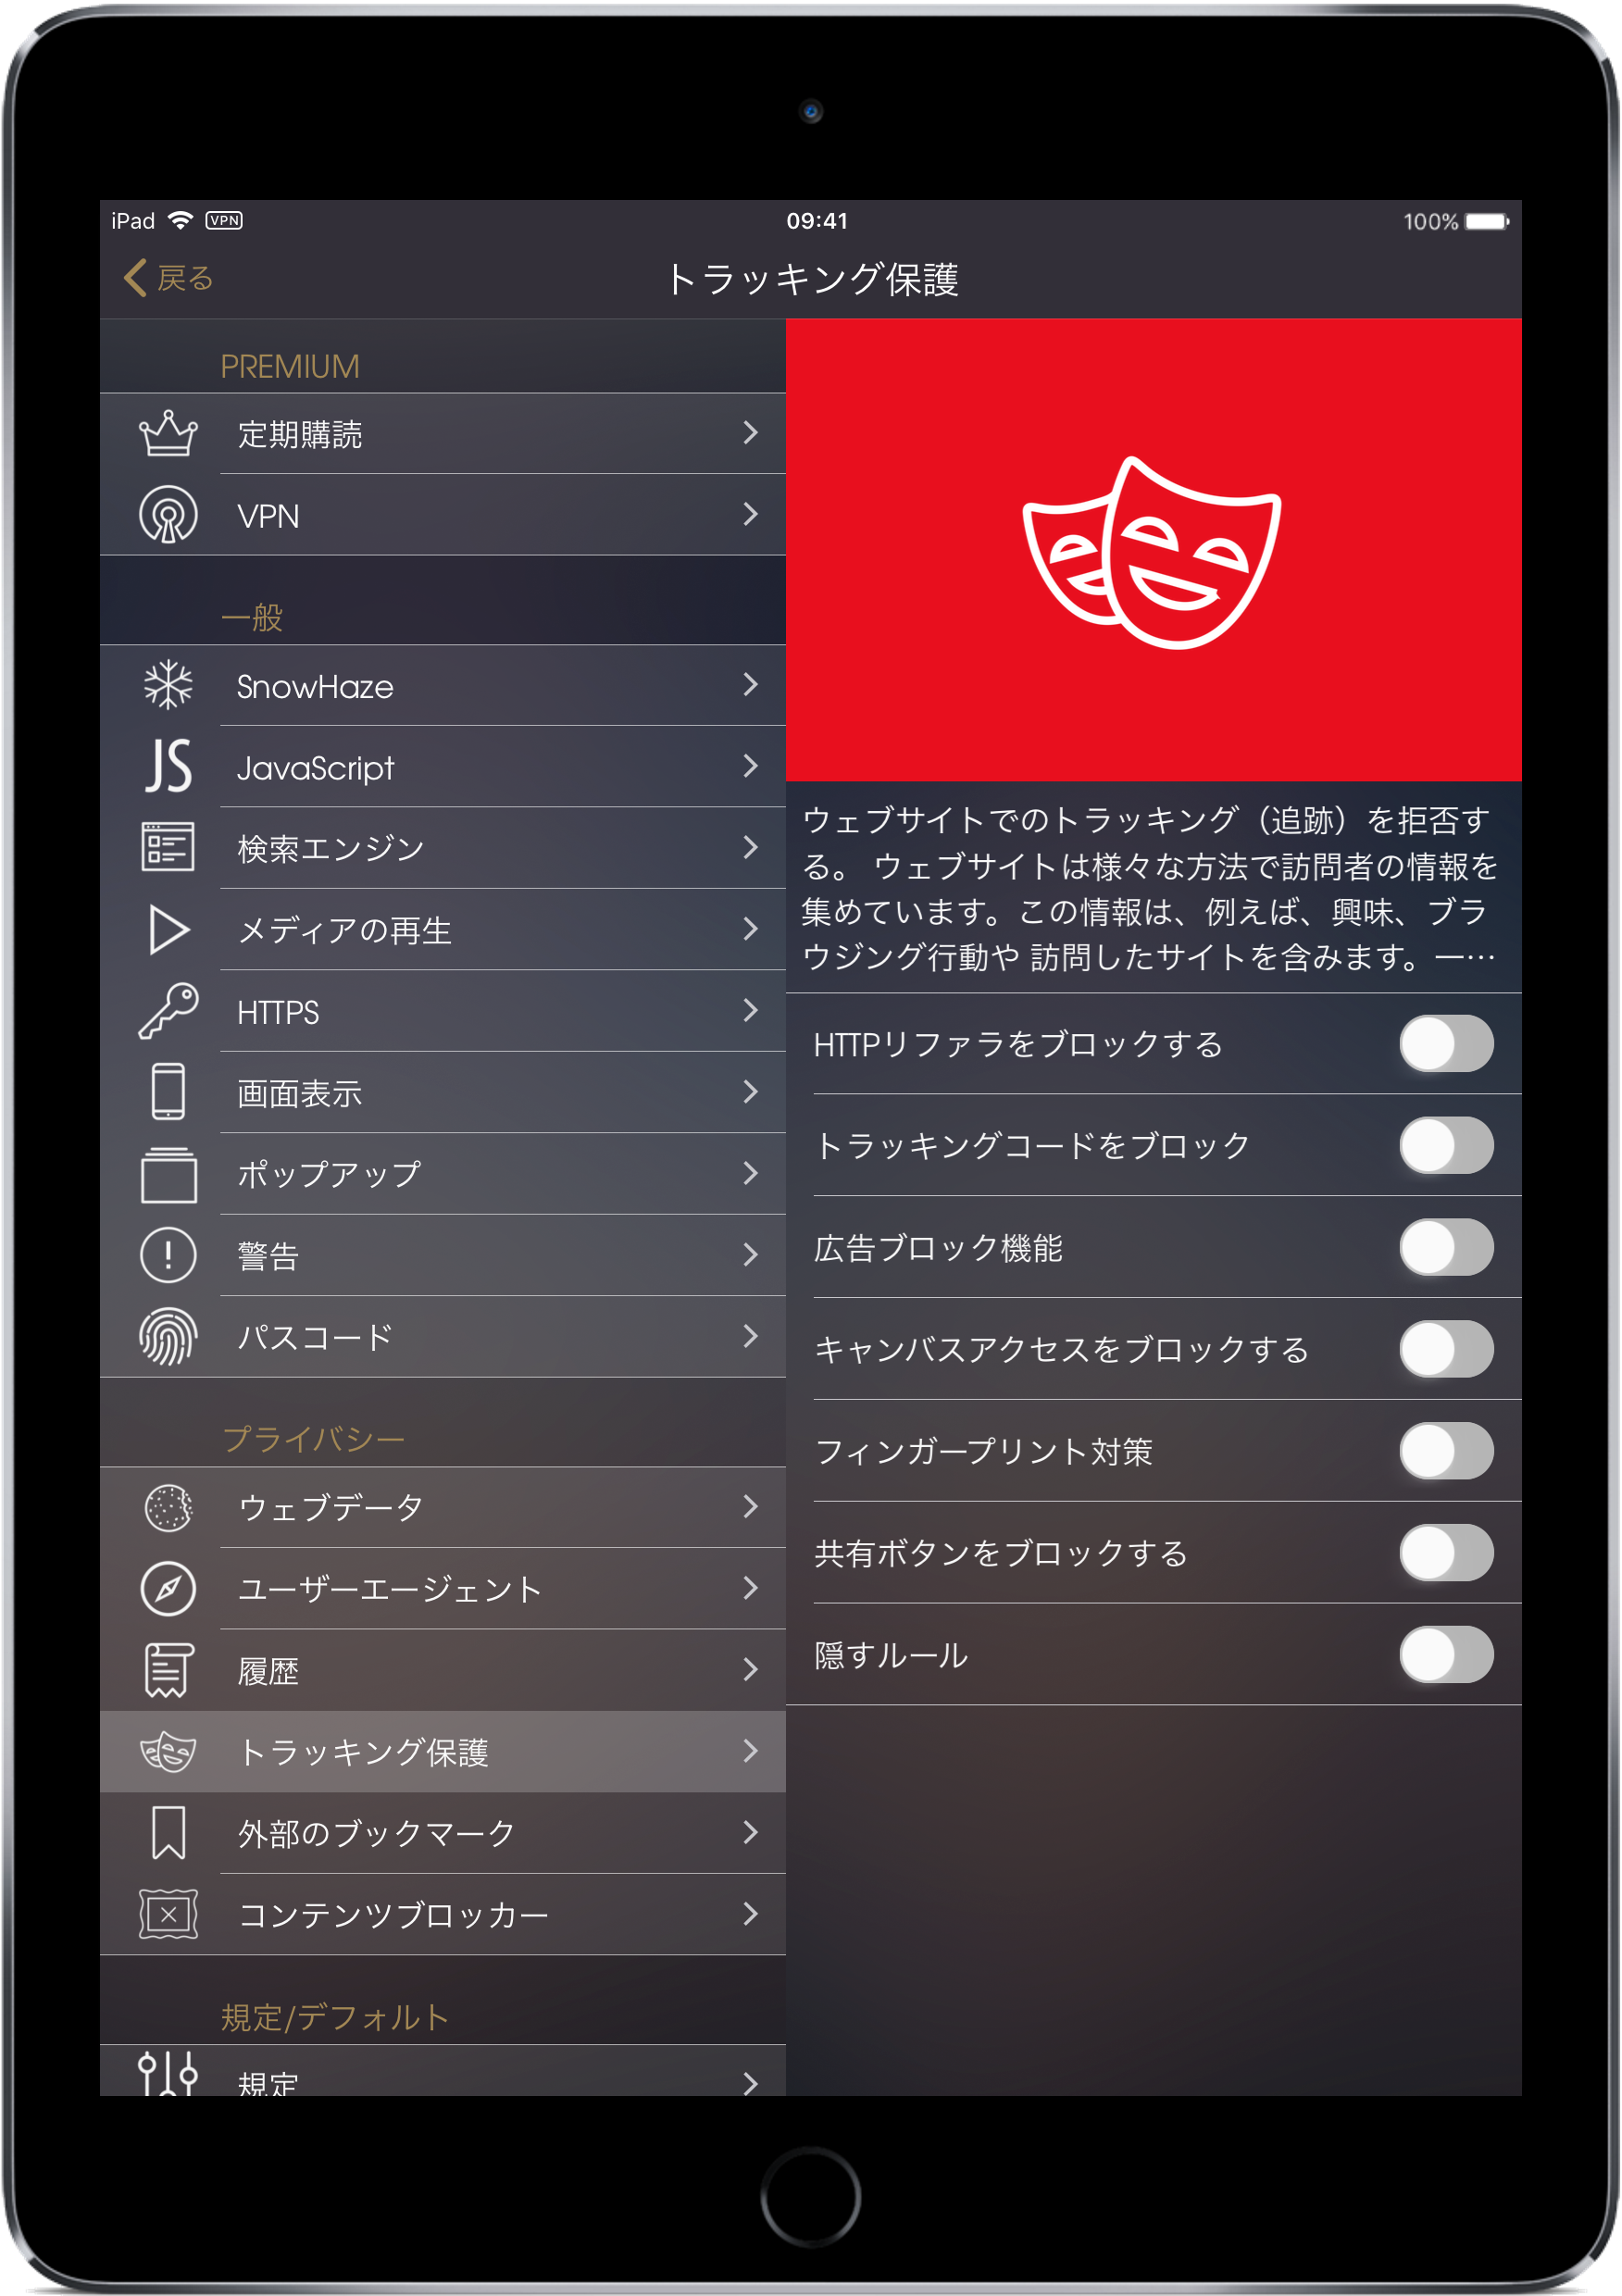 iPad VPN 09:41 100%
戻る トラッキング保護
PREMIUM
定期購読
VPN
一般
SnowHaze
JS JavaScript
検索エンジン
メディアの再生
HTTPS
画面表示
ポップアップ
警告
パスコード
プライバシー
ウェブデータ
ユーザーエージェント
履歴
トラッキング保護
外部のブックマーク
コンテンツブロッカー
規定/デフォルト
規定
ウェブサイトでのトラッキング（追跡）を拒否す
る。 ウェブサイトは様々な方法で訪問者の情報を
集めています。この情報は、例えば、興味、ブラ
ウジング行動や 訪問したサイトを含みます。一…
HTTPリファラをブロックする
トラッキングコードをブロック
広告ブロック機能
キャンバスアクセスをブロックする
フィンガープリント対策
共有ボタンをブロックする
隠すルール